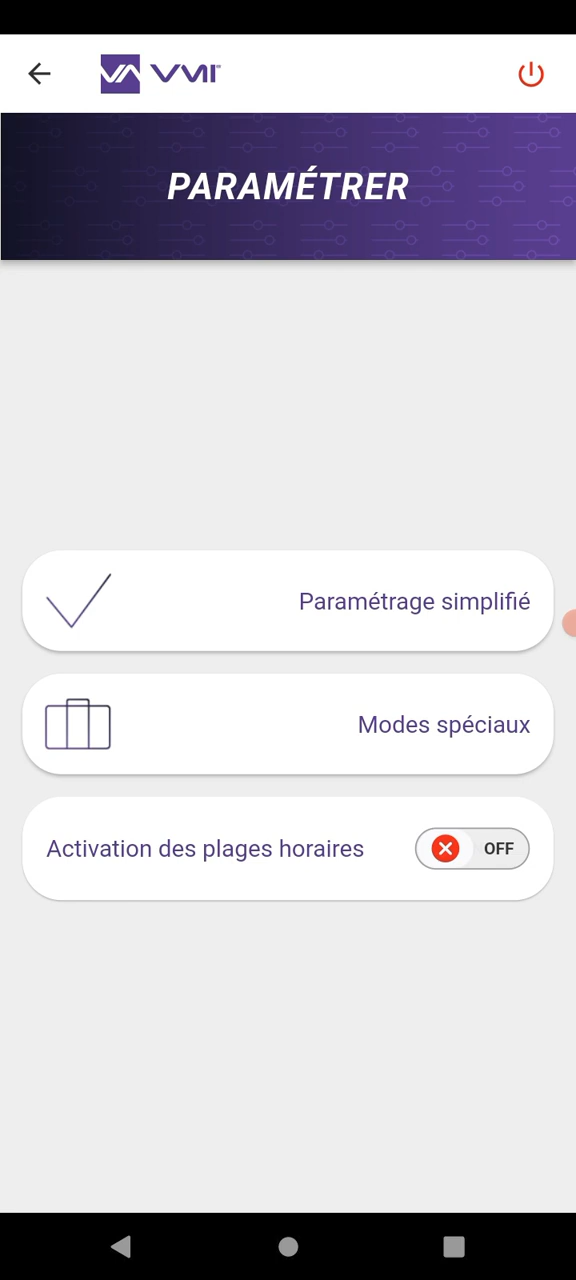 VMI
PARAMÉTRER
Paramétrage simplifié
Modes spéciaux
Activation des plages horaires
OFF